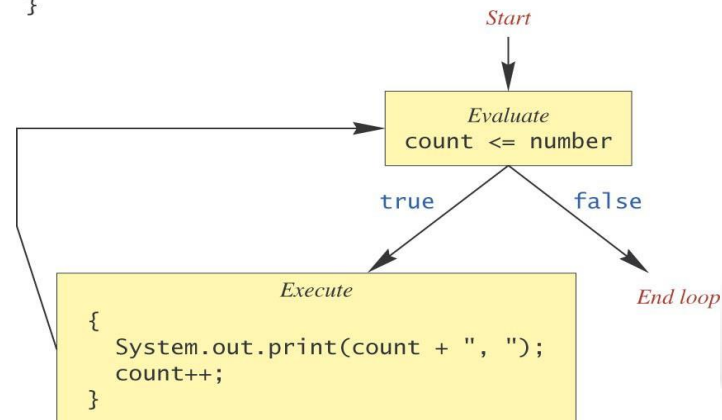 }
Start
Evaluate
count <= number
true
false
End loop
Execute
{
System.out.print(count + ", ");
count++;
}